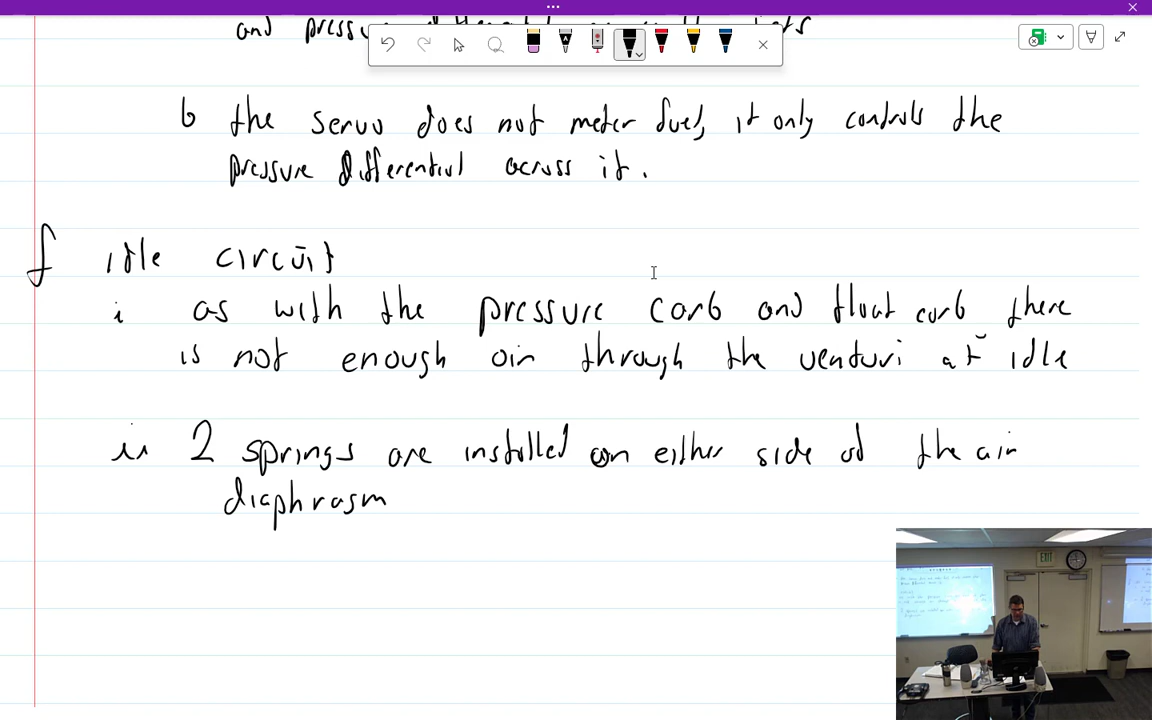 and
b the servo does not meter fuel, it only controls the
pressure differential across it.
f idle circuit
i as with the pressure carb and float carb there
is not enough air through the venturi at idle
ii 2 springs are installed on either side of the air
diaphragm
EXIT